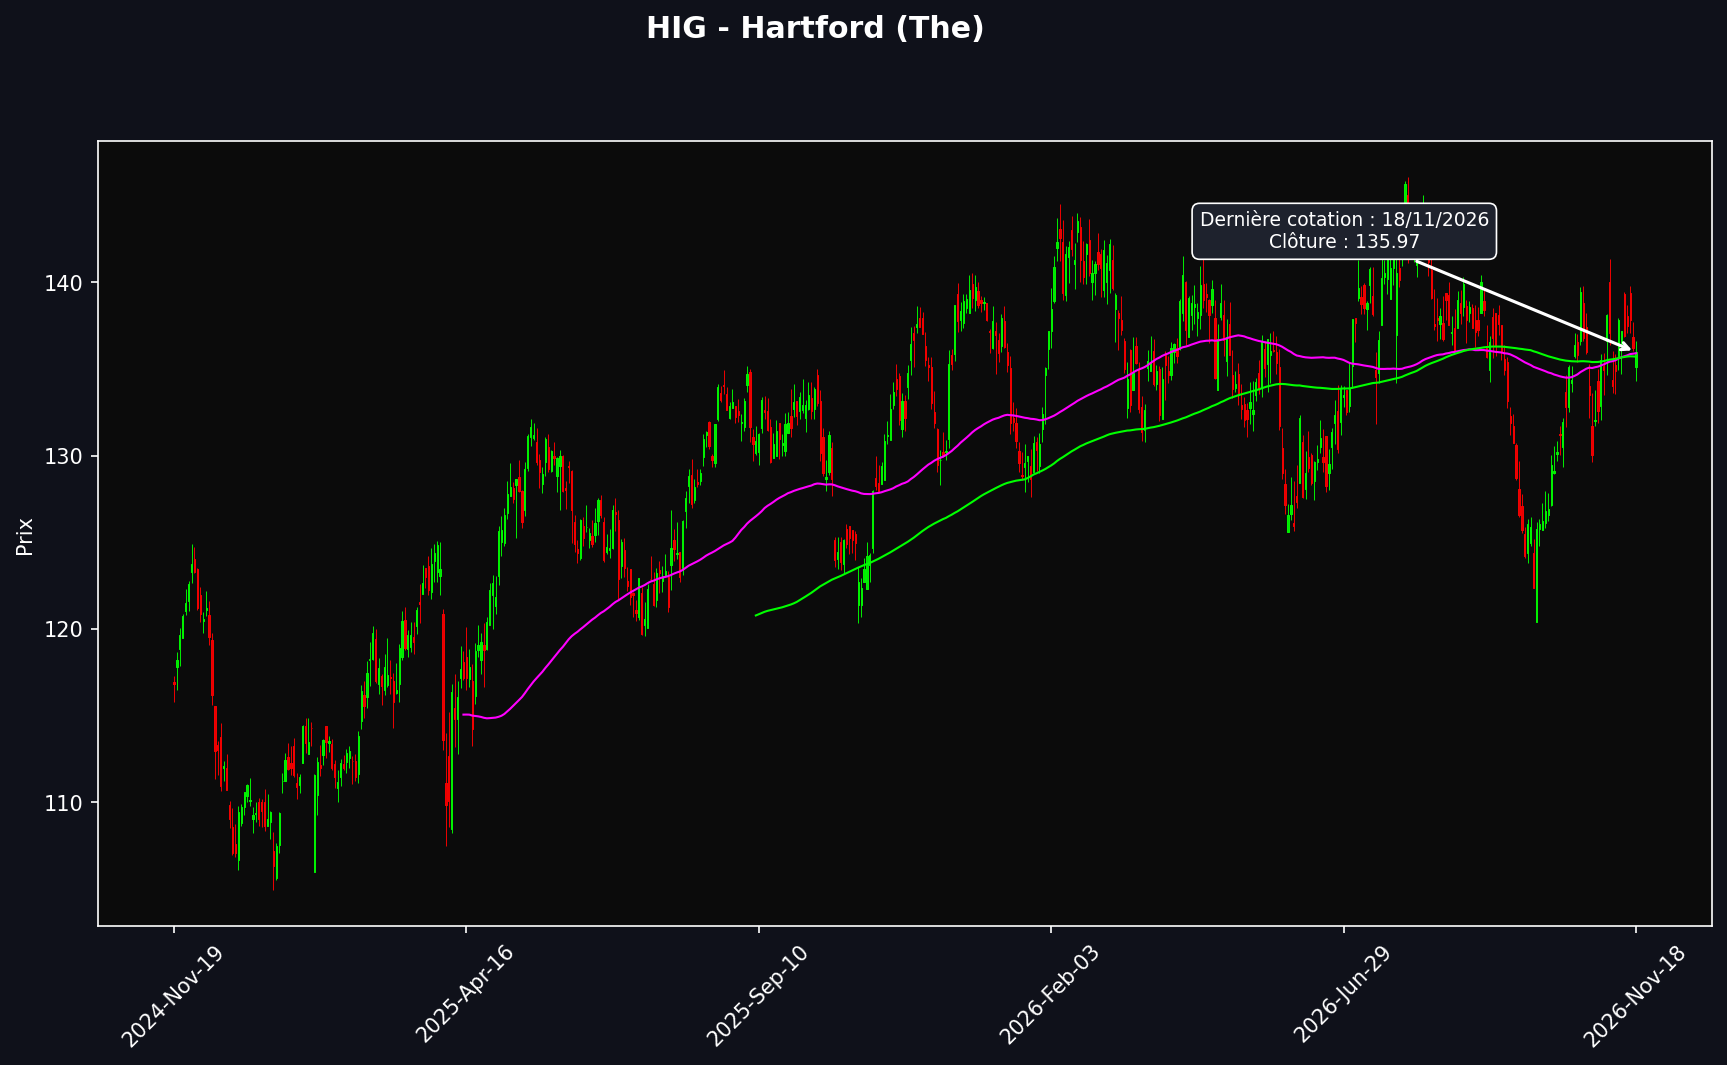 HIG - Hartford (The)
Dernière cotation : 18/11/2026
Clôture : 135.97
Prix
140
130
120
110
2024-Nov-19
2025-Apr-16
2025-Sep-10
2026-Feb-03
2026-Jun-29
2026-Nov-18